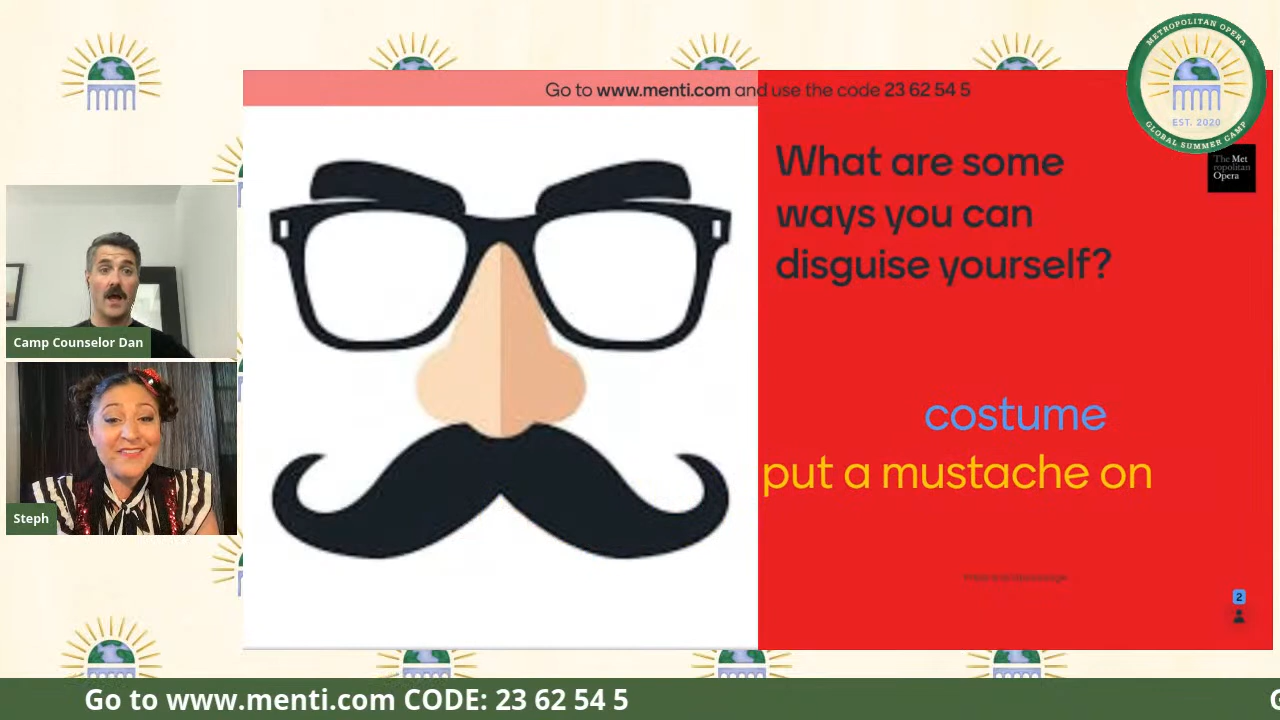 Go to www.menti.com and use the code 23 62 54 5
METROPOLITAN OPERA
EST. 2020
GLOBAL SUMMER CAMP
The Met
ropolitan
Opera
What are some
ways you can
disguise yourself?
costume
put a mustache on
2
Camp Counselor Dan
Steph
Go to www.menti.com CODE: 23 62 54 5
G